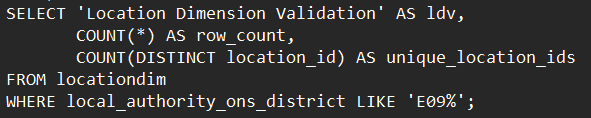 SELECT 'Location Dimension Validation' AS ldv,
       COUNT(*) AS row_count,
       COUNT(DISTINCT location_id) AS unique_location_ids
FROM locationdim
WHERE local_authority_ons_district LIKE 'E09%';